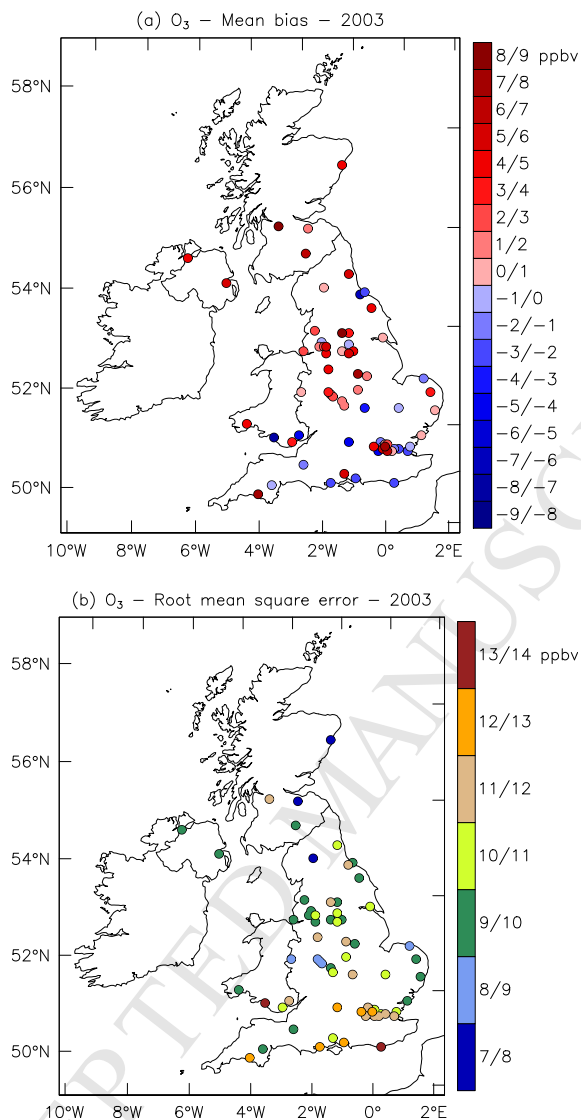 (a) O₃ – Mean bias – 2003
58°N
56°N
54°N
52°N
50°N
10°W 8°W 6°W 4°W 2°W 0°W 2°E
8/9 ppbv
7/8
6/7
5/6
4/5
3/4
2/3
1/2
0/1
-1/0
-2/-1
-3/-2
-4/-3
-5/-4
-6/-5
-7/-6
-8/-7
-9/-8
(b) O₃ – Root mean square error – 2003
58°N
56°N
54°N
52°N
50°N
10°W 8°W 6°W 4°W 2°W 0°W 2°E
13/14 ppbv
12/13
11/12
10/11
9/10
8/9
7/8
PTED MANUSC